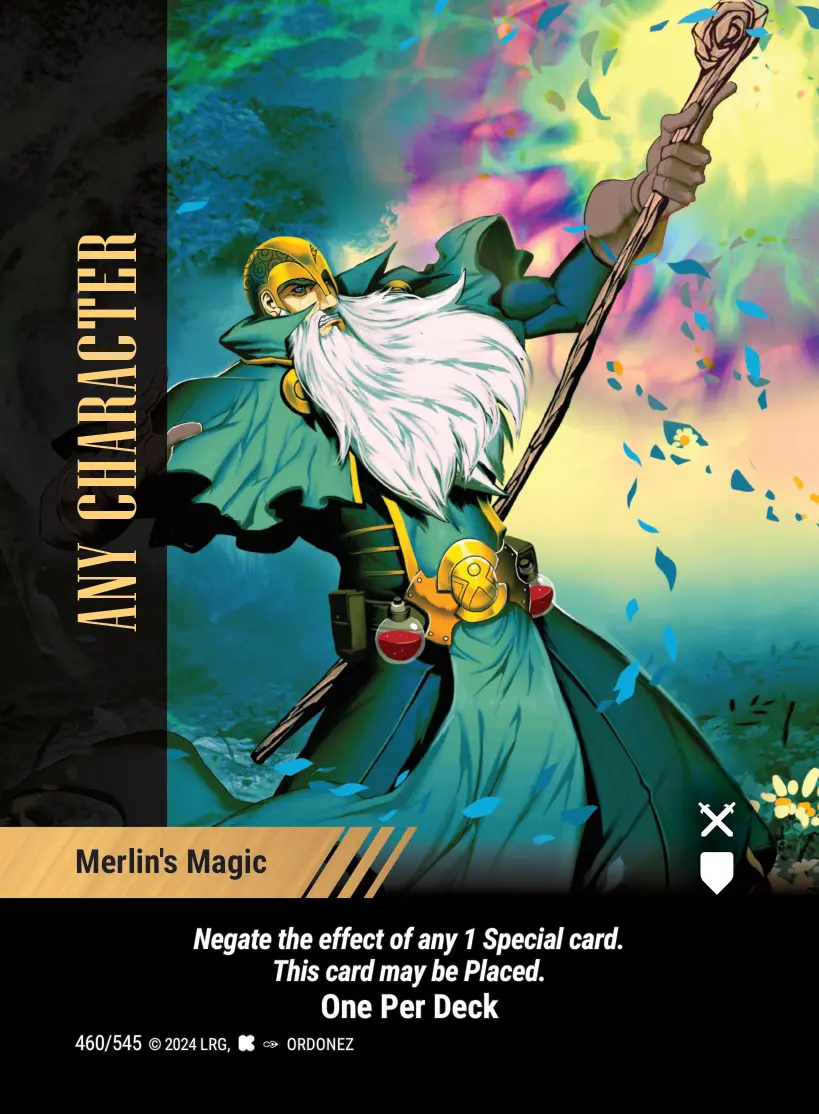 ANY CHARACTER
Merlin's Magic
Negate the effect of any 1 Special card.
This card may be Placed.
One Per Deck
460/545 © 2024 LRG, ORDONEZ